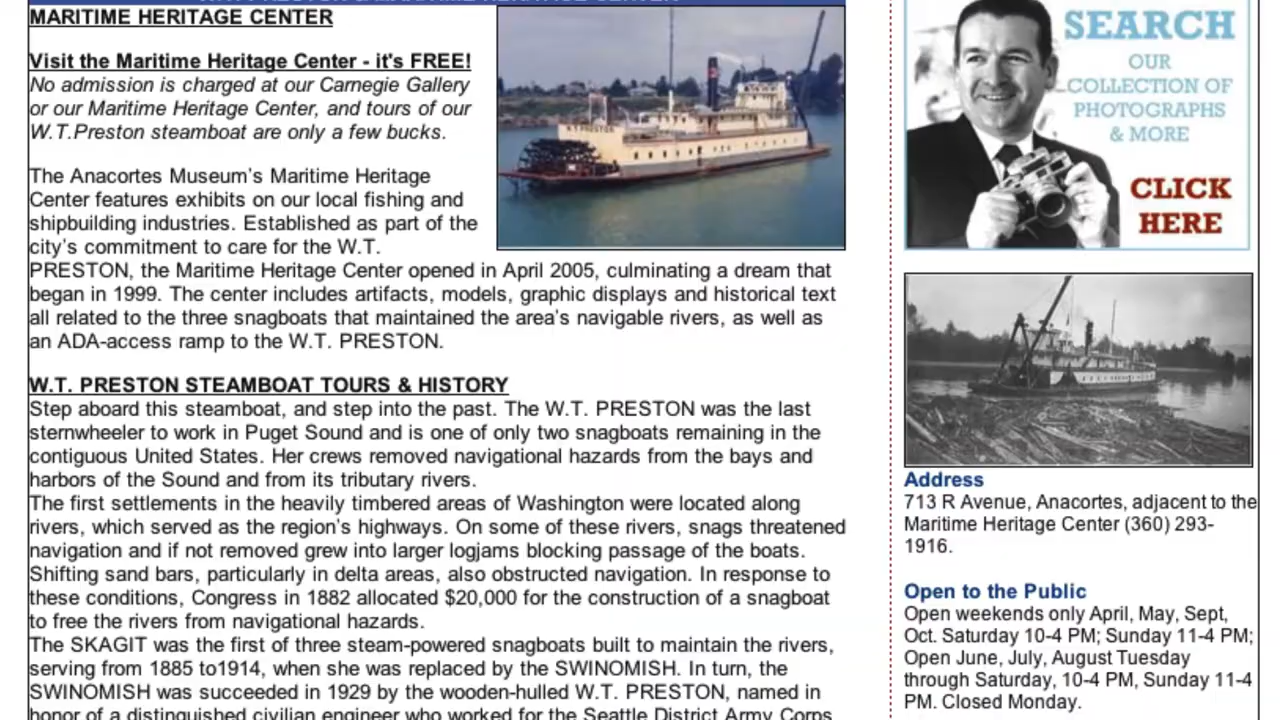 MARITIME HERITAGE CENTER
Visit the Maritime Heritage Center - it's FREE!
No admission is charged at our Carnegie Gallery
or our Maritime Heritage Center, and tours of our
W.T.Preston steamboat are only a few bucks.
The Anacortes Museum's Maritime Heritage
Center features exhibits on our local fishing and
shipbuilding industries. Established as part of the
city's commitment to care for the W.T.
PRESTON, the Maritime Heritage Center opened in April 2005, culminating a dream that
began in 1999. The center includes artifacts, models, graphic displays and historical text
all related to the three snagboats that maintained the area's navigable rivers, as well as
an ADA-access ramp to the W.T. PRESTON.
W.T. PRESTON STEAMBOAT TOURS & HISTORY
Step aboard this steamboat, and step into the past. The W.T. PRESTON was the last
sternwheeler to work in Puget Sound and is one of only two snagboats remaining in the
contiguous United States. Her crews removed navigational hazards from the bays and
harbors of the Sound and from its tributary rivers.
The first settlements in the heavily timbered areas of Washington were located along
rivers, which served as the region's highways. On some of these rivers, snags threatened
navigation and if not removed grew into larger logjams blocking passage of the boats.
Shifting sand bars, particularly in delta areas, also obstructed navigation. In response to
these conditions, Congress in 1882 allocated $20,000 for the construction of a snagboat
to free the rivers from navigational hazards.
The SKAGIT was the first of three steam-powered snagboats built to maintain the rivers,
serving from 1885 to1914, when she was replaced by the SWINOMISH. In turn, the
SWINOMISH was succeeded in 1929 by the wooden-hulled W.T. PRESTON, named in
honor of a distinguished civilian engineer who worked for the Seattle District Army Corps
W.T. PRESTON
SEARCH
OUR
COLLECTION OF
PHOTOGRAPHS
& MORE
CLICK
HERE
Address
713 R Avenue, Anacortes, adjacent to the
Maritime Heritage Center (360) 293-
1916.
Open to the Public
Open weekends only April, May, Sept,
Oct. Saturday 10-4 PM; Sunday 11-4 PM;
Open June, July, August Tuesday
through Saturday, 10-4 PM, Sunday 11-4
PM. Closed Monday.